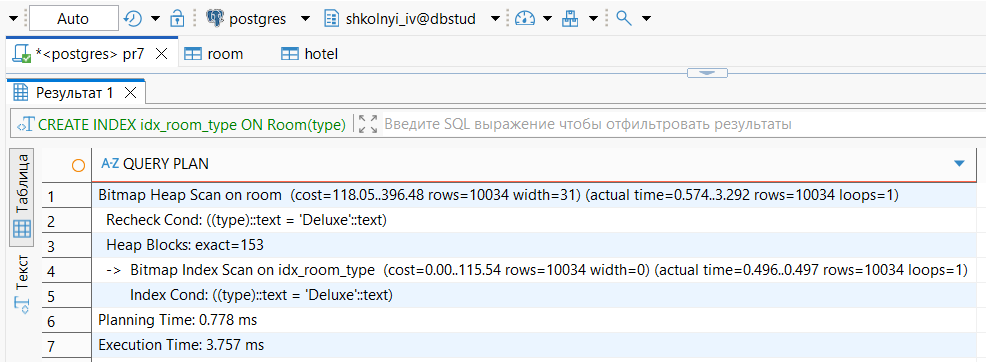 Auto postgres shkolnyi_iv@dbstud
*<postgres> pr7 room hotel
Результат 1
CREATE INDEX idx_room_type ON Room(type) Введите SQL выражение чтобы отфильтровать результаты
Таблица
Текст
A-Z QUERY PLAN
1 Bitmap Heap Scan on room (cost=118.05..396.48 rows=10034 width=31) (actual time=0.574..3.292 rows=10034 loops=1)
2 Recheck Cond: ((type)::text = 'Deluxe'::text)
3 Heap Blocks: exact=153
4 -> Bitmap Index Scan on idx_room_type (cost=0.00..115.54 rows=10034 width=0) (actual time=0.496..0.497 rows=10034 loops=1)
5 Index Cond: ((type)::text = 'Deluxe'::text)
6 Planning Time: 0.778 ms
7 Execution Time: 3.757 ms